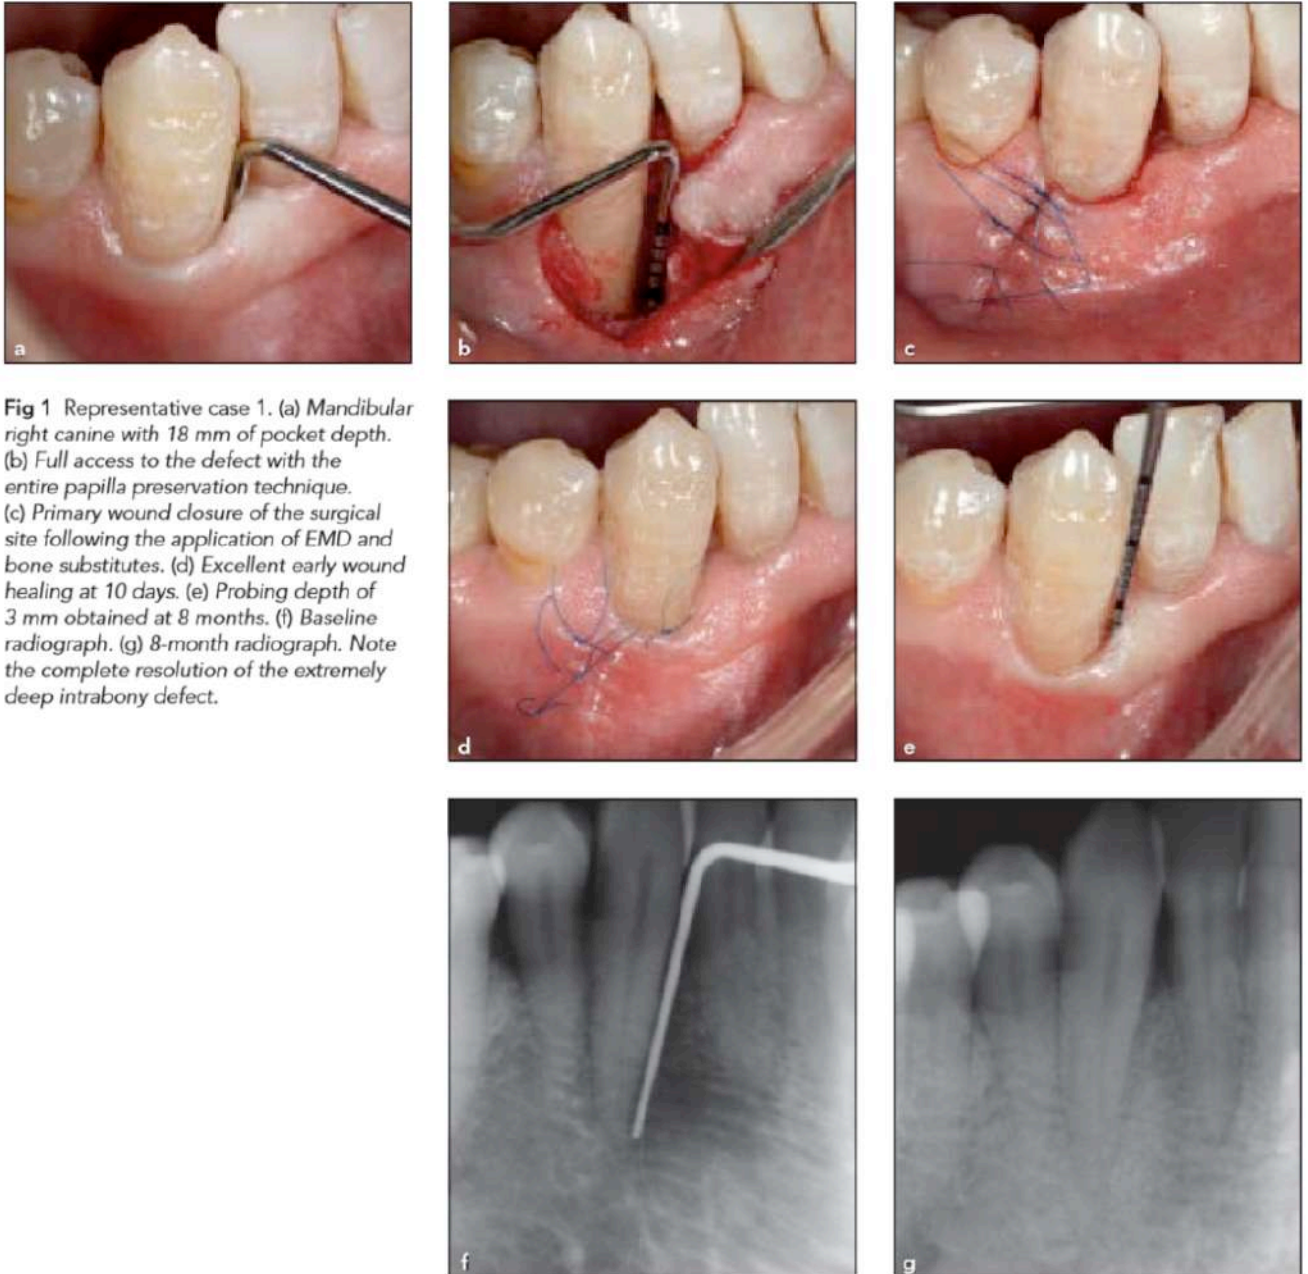 a
b
c
Fig 1 Representative case 1. (a) Mandibular
right canine with 18 mm of pocket depth.
(b) Full access to the defect with the
entire papilla preservation technique.
(c) Primary wound closure of the surgical
site following the application of EMD and
bone substitutes. (d) Excellent early wound
healing at 10 days. (e) Probing depth of
3 mm obtained at 8 months. (f) Baseline
radiograph. (g) 8-month radiograph. Note
the complete resolution of the extremely
deep intrabony defect.
d
e
f
g